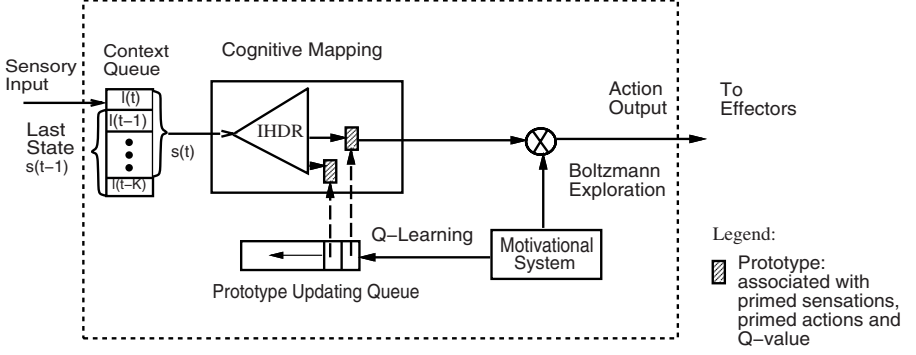 Sensory
Input
Last
State
s(t−1)
Context
Queue
I(t)
I(t−1)
I(t−K)
s(t)
Cognitive Mapping
IHDR
Action
Output
To
Effectors
Boltzmann
Exploration
Q−Learning
Motivational
System
Prototype Updating Queue
Legend:
Prototype:
associated with
primed sensations,
primed actions and
Q−value